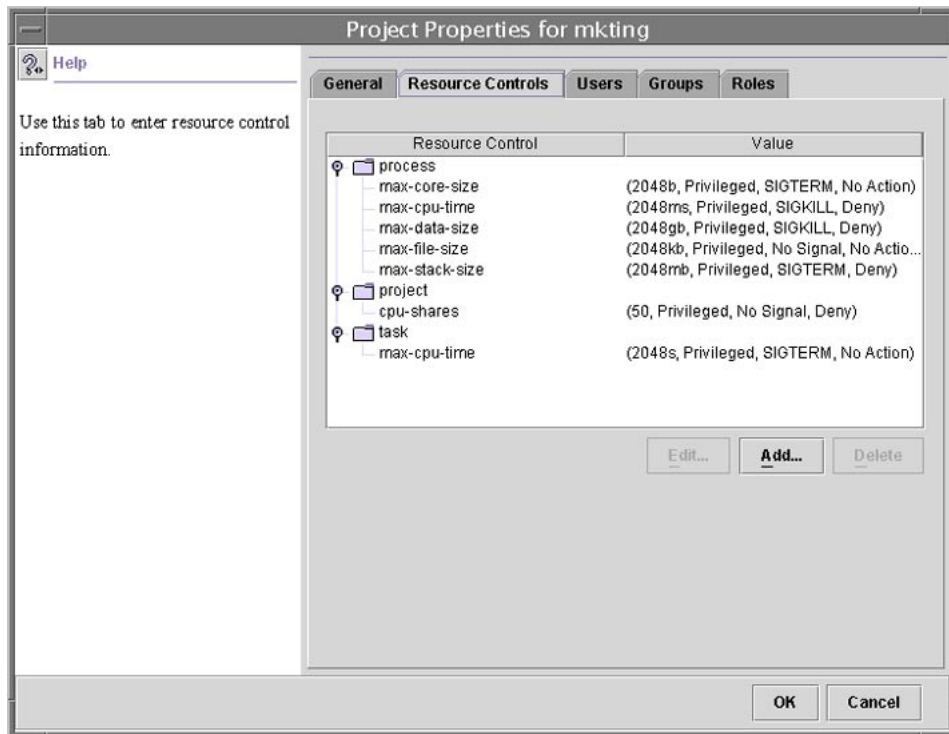 Project Properties for mkting
Help
Use this tab to enter resource control
information.
General Resource Controls Users Groups Roles
Resource Control Value
process
max-core-size (2048b, Privileged, SIGTERM, No Action)
max-cpu-time (2048ms, Privileged, SIGKILL, Deny)
max-data-size (2048gb, Privileged, SIGKILL, Deny)
max-file-size (2048kb, Privileged, No Signal, No Actio...
max-stack-size (2048mb, Privileged, SIGTERM, Deny)
project
cpu-shares (50, Privileged, No Signal, Deny)
task
max-cpu-time (2048s, Privileged, SIGTERM, No Action)
Edit... Add... Delete
OK Cancel